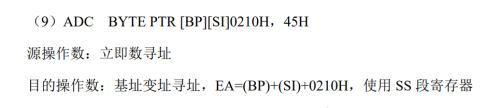 （9）ADC BYTE PTR [BP][SI]0210H，45H
源操作数：立即数寻址
目的操作数：基址变址寻址，EA=(BP)+(SI)+0210H，使用 SS 段寄存器